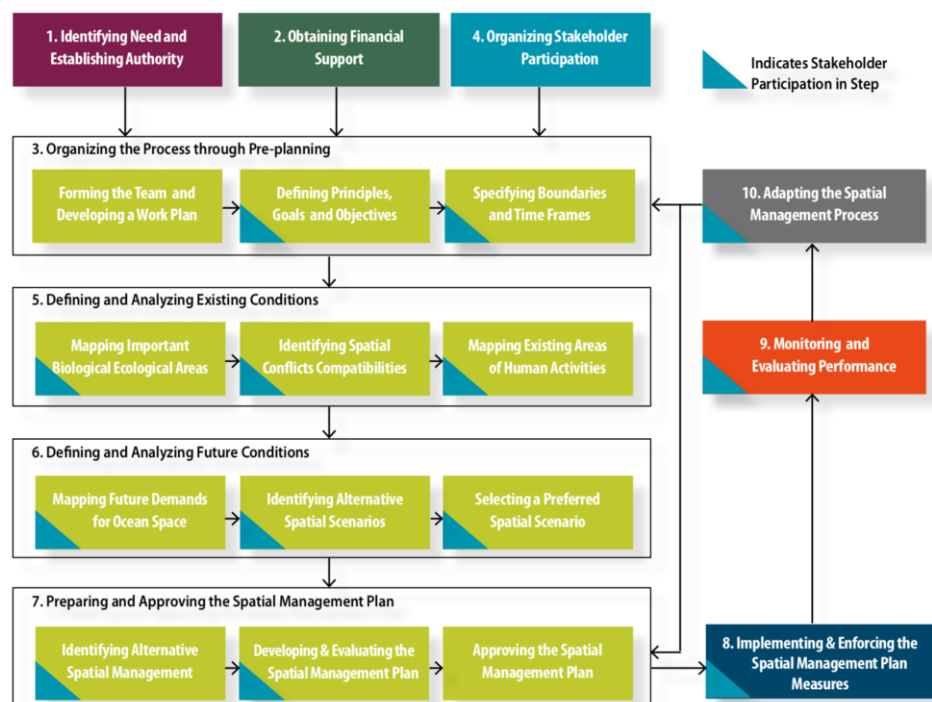 1. Identifying Need and
Establishing Authority
2. Obtaining Financial
Support
4. Organizing Stakeholder
Participation
Indicates Stakeholder
Participation in Step
3. Organizing the Process through Pre-planning
Forming the Team and
Developing a Work Plan
Defining Principles,
Goals and Objectives
Specifying Boundaries
and Time Frames
10. Adapting the Spatial
Management Process
5. Defining and Analyzing Existing Conditions
Mapping Important
Biological Ecological Areas
Identifying Spatial
Conflicts Compatibilities
Mapping Existing Areas
of Human Activities
9. Monitoring and
Evaluating Performance
6. Defining and Analyzing Future Conditions
Mapping Future Demands
for Ocean Space
Identifying Alternative
Spatial Scenarios
Selecting a Preferred
Spatial Scenario
7. Preparing and Approving the Spatial Management Plan
Identifying Alternative
Spatial Management
Developing & Evaluating the
Spatial Management Plan
Approving the Spatial
Management Plan
8. Implementing & Enforcing the
Spatial Management Plan
Measures